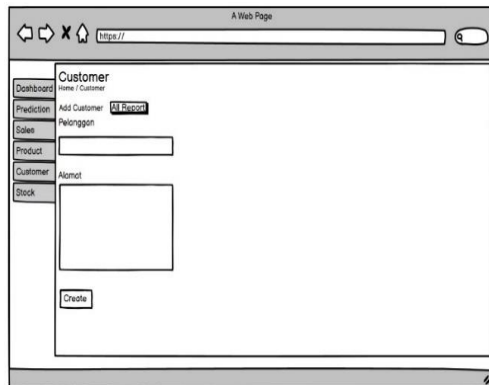 A Web Page
https://
Customer
Home / Customer
Dashboard
Prediction
Sales
Product
Customer
Stock
Add Customer All Report
Pelanggan
Alamat
Create